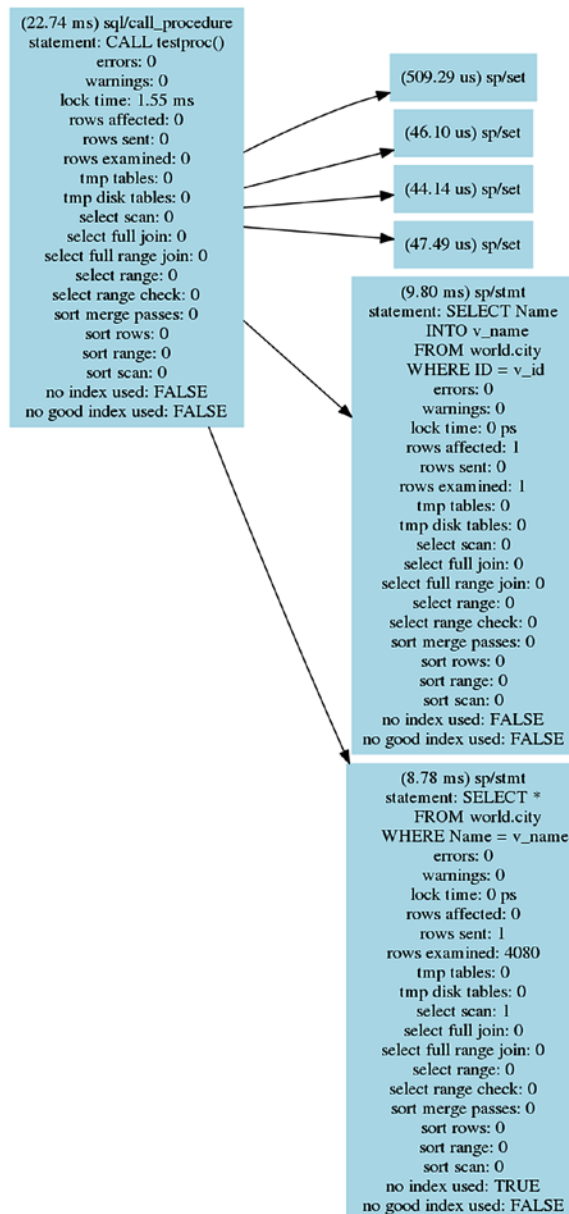 (22.74 ms) sql/call_procedure
statement: CALL testproc()
errors: 0
warnings: 0
lock time: 1.55 ms
rows affected: 0
rows sent: 0
rows examined: 0
tmp tables: 0
tmp disk tables: 0
select scan: 0
select full join: 0
select full range join: 0
select range: 0
select range check: 0
sort merge passes: 0
sort rows: 0
sort range: 0
sort scan: 0
no index used: FALSE
no good index used: FALSE
(509.29 us) sp/set
(46.10 us) sp/set
(44.14 us) sp/set
(47.49 us) sp/set
(9.80 ms) sp/stmt
statement: SELECT Name
INTO v_name
FROM world.city
WHERE ID = v_id
errors: 0
warnings: 0
lock time: 0 ps
rows affected: 1
rows sent: 0
rows examined: 1
tmp tables: 0
tmp disk tables: 0
select scan: 0
select full join: 0
select full range join: 0
select range: 0
select range check: 0
sort merge passes: 0
sort rows: 0
sort range: 0
sort scan: 0
no index used: FALSE
no good index used: FALSE
(8.78 ms) sp/stmt
statement: SELECT *
FROM world.city
WHERE Name = v_name
errors: 0
warnings: 0
lock time: 0 ps
rows affected: 0
rows sent: 1
rows examined: 4080
tmp tables: 0
tmp disk tables: 0
select scan: 1
select full join: 0
select full range join: 0
select range: 0
select range check: 0
sort merge passes: 0
sort rows: 0
sort range: 0
sort scan: 0
no index used: TRUE
no good index used: FALSE